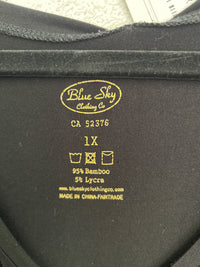 Blue Sky
Clothing Co
CA 52376
1X
95% Bamboo
5% Lycra
www.blueskyclothingco.com
MADE IN CHINA-FAIRTRADE